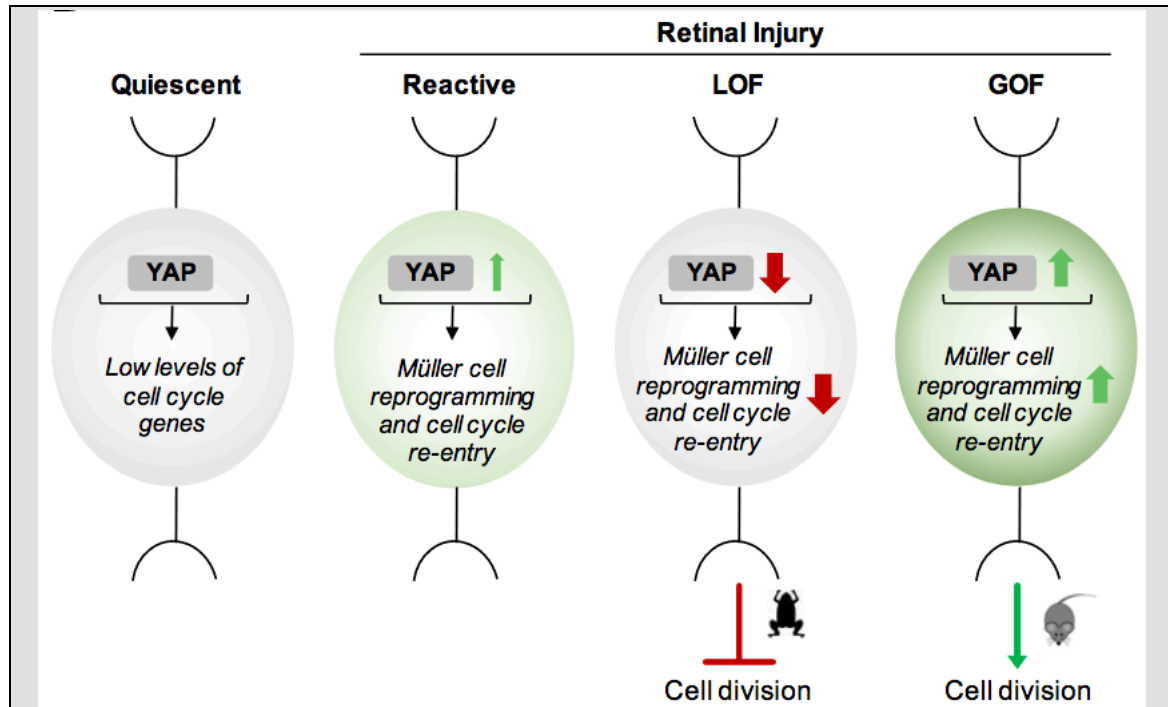 Retinal Injury
Quiescent
Reactive
LOF
GOF
YAP
Low levels of
cell cycle
genes
YAP
Müller cell
reprogramming
and cell cycle
re-entry
YAP
Müller cell
reprogramming
and cell cycle
re-entry
YAP
Müller cell
reprogramming
and cell cycle
re-entry
Cell division
Cell division